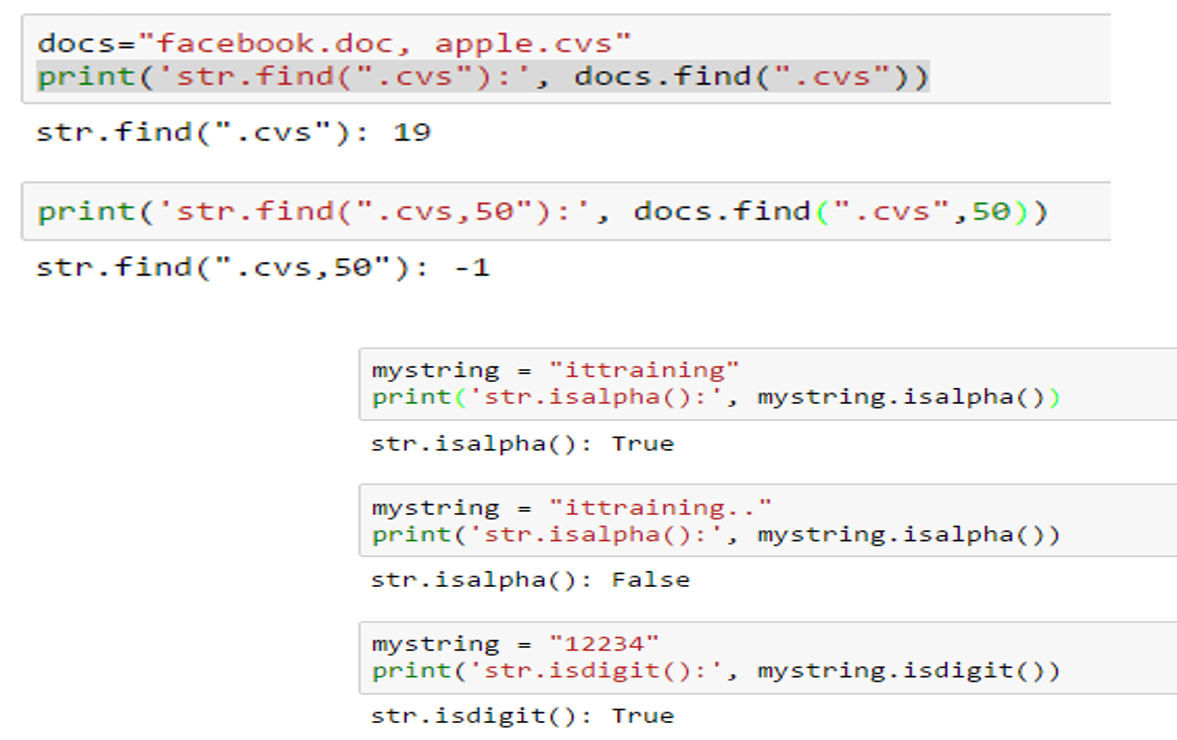 docs="facebook.doc, apple.cvs"
print('str.find(".cvs"):', docs.find(".cvs"))
str.find(".cvs"): 19
print('str.find(".cvs,50"):', docs.find(".cvs",50))
str.find(".cvs,50"): -1
mystring = "ittraining"
print('str.isalpha():', mystring.isalpha())
str.isalpha(): True
mystring = "ittraining.."
print('str.isalpha():', mystring.isalpha())
str.isalpha(): False
mystring = "12234"
print('str.isdigit():', mystring.isdigit())
str.isdigit(): True